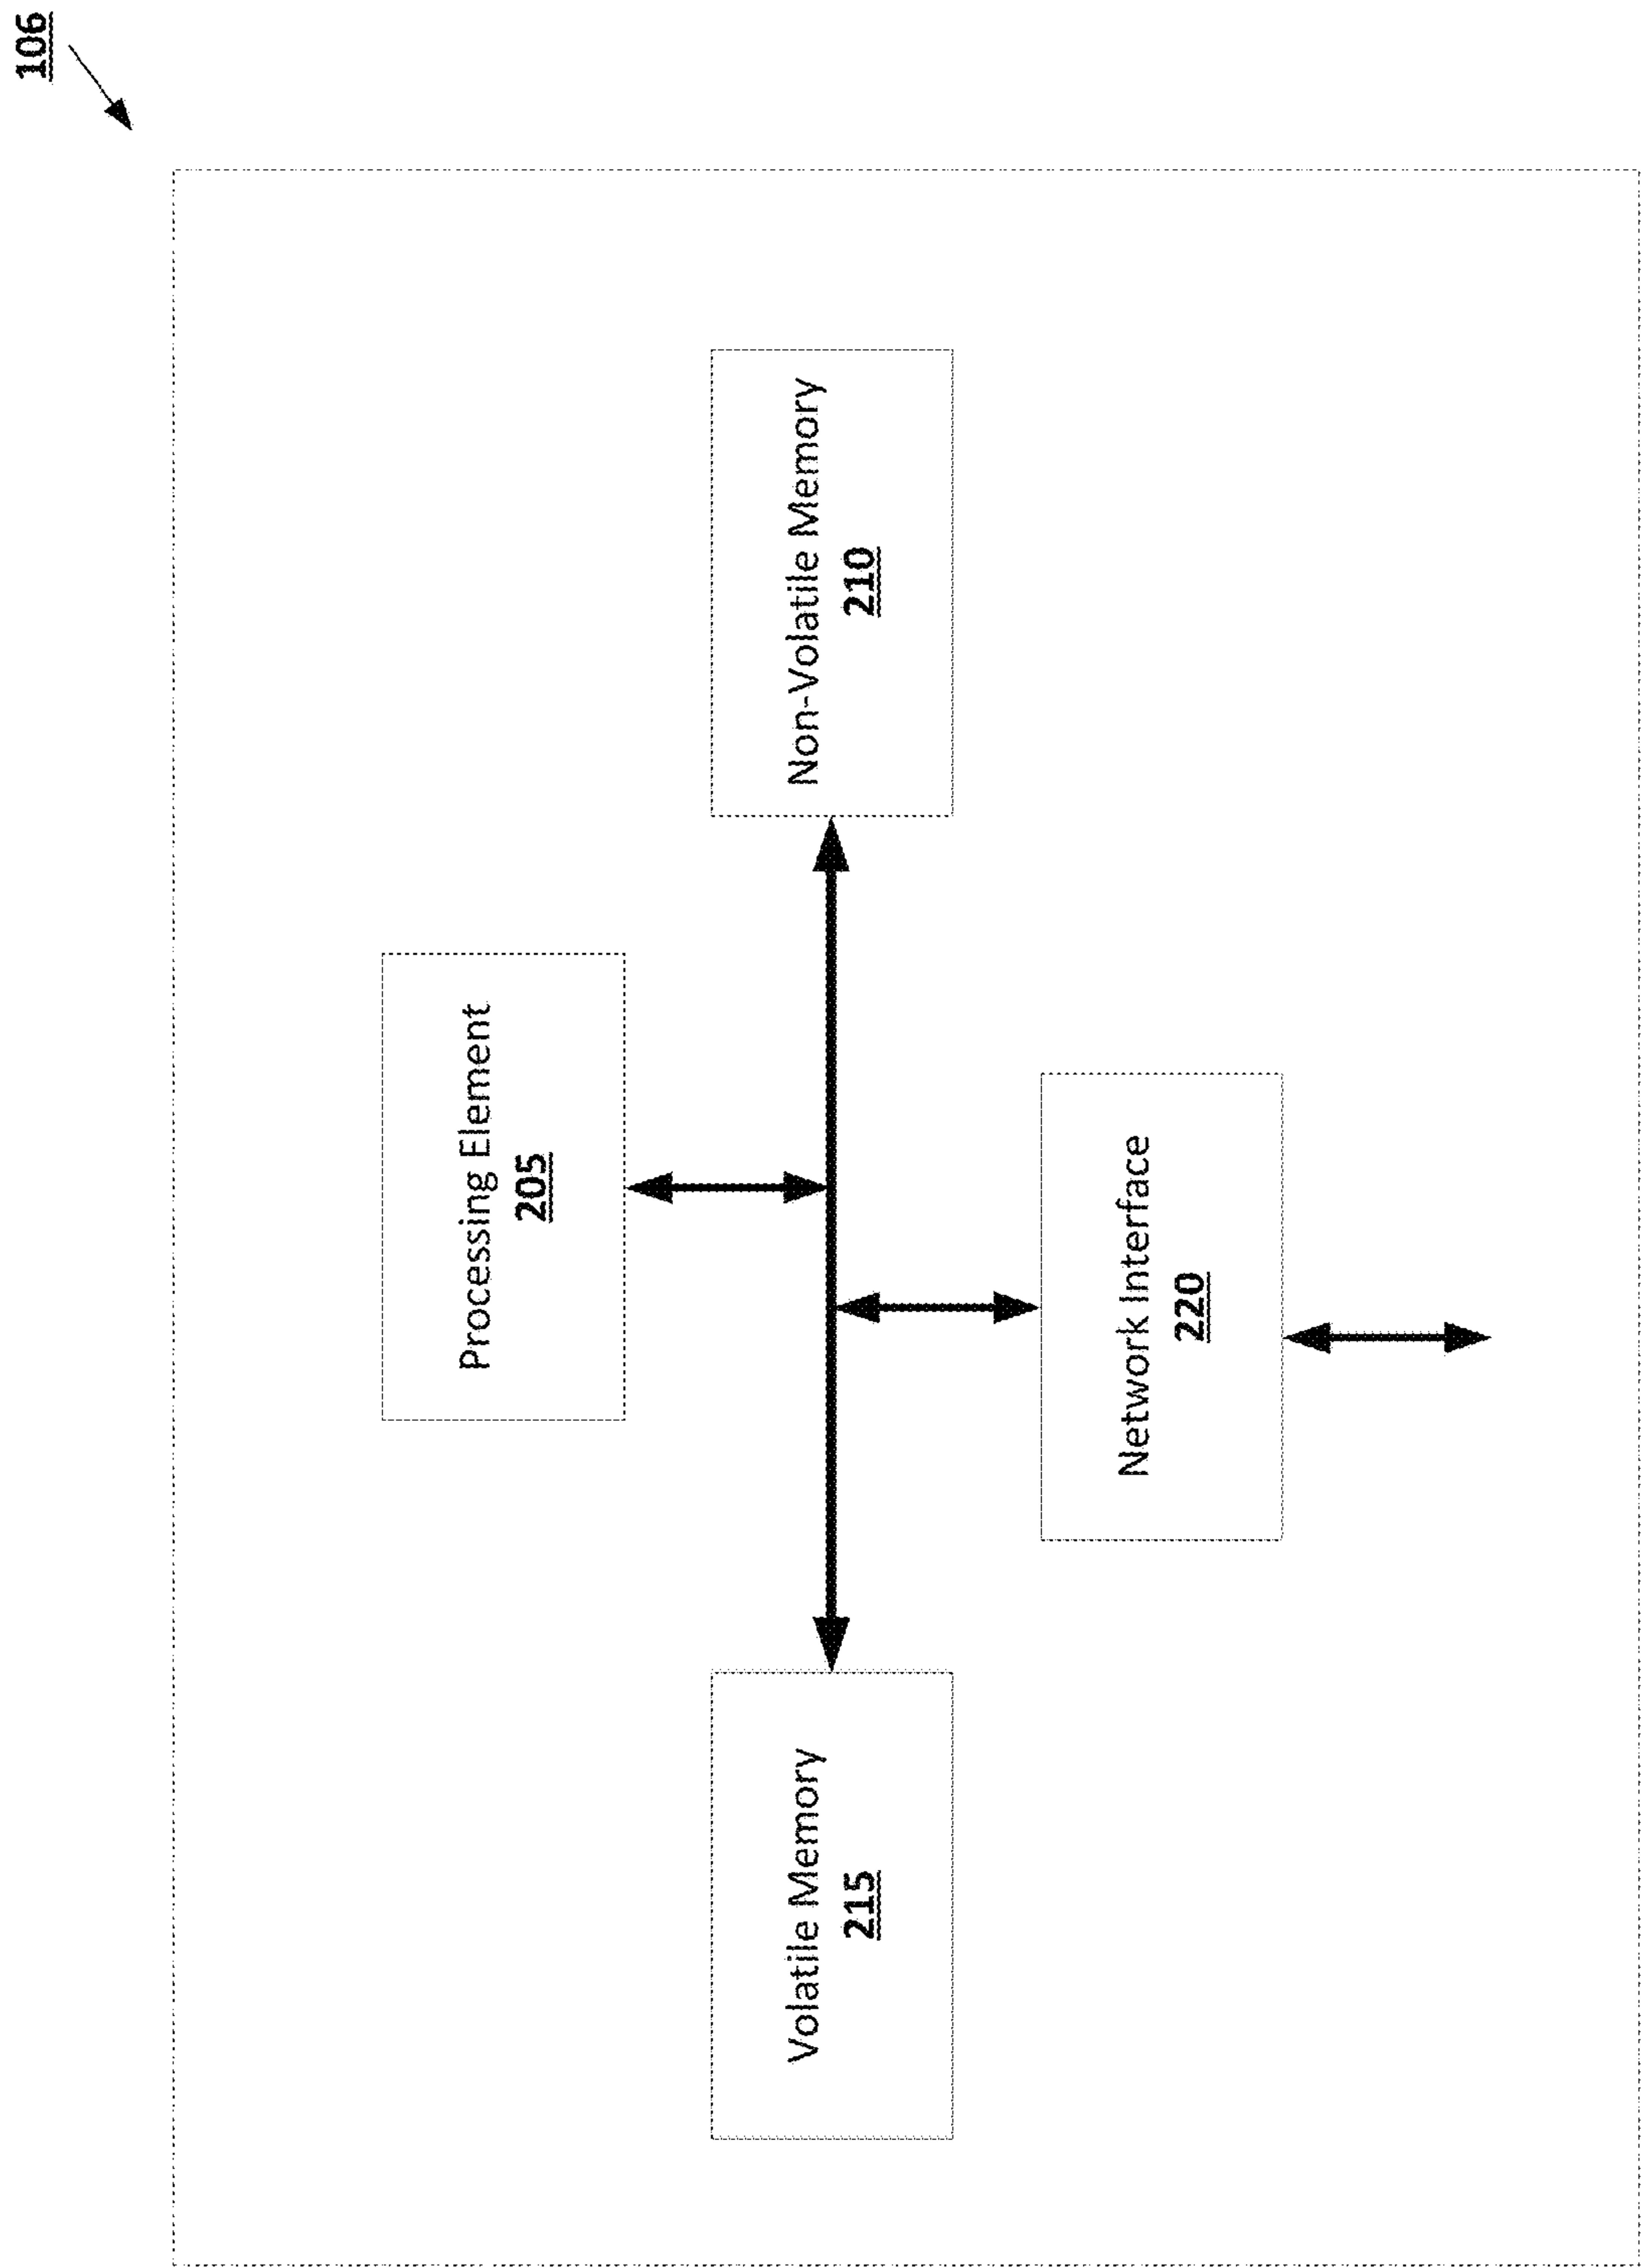 106
Processing Element
205
Volatile Memory
215
Non-Volatile Memory
210
Network Interface
220